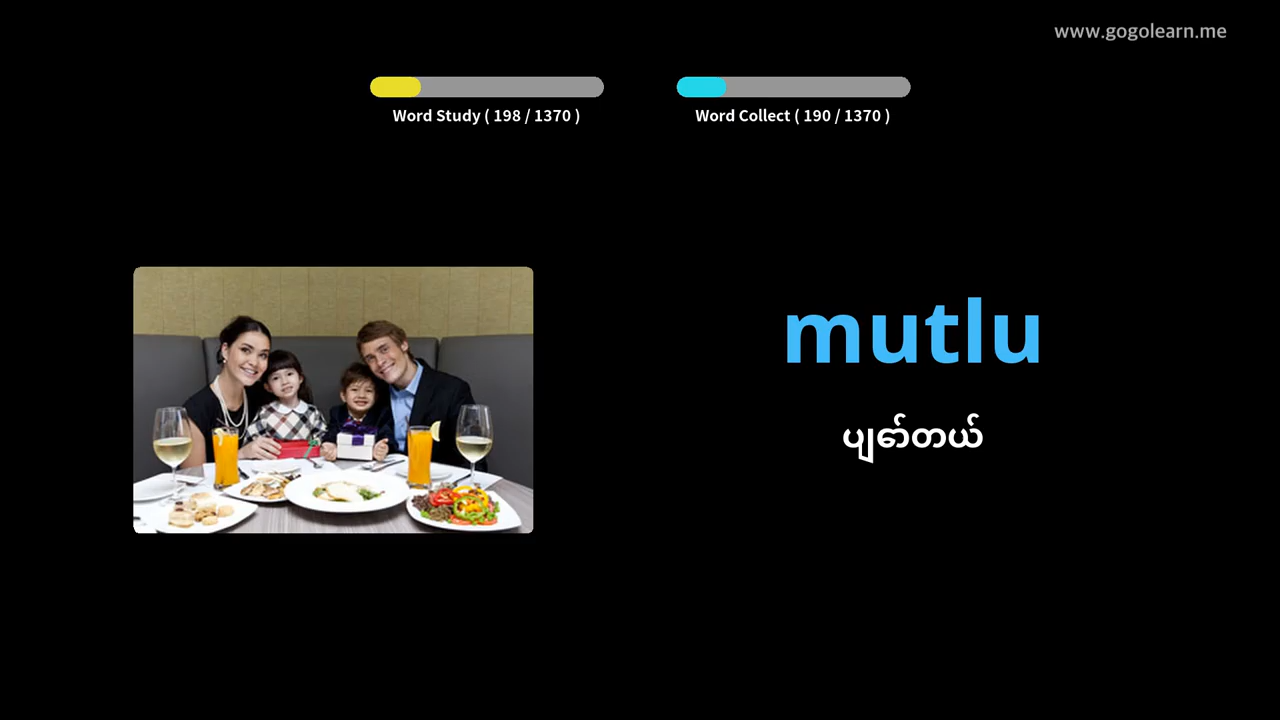 www.gogolearn.me
Word Study ( 198 / 1370 )
Word Collect ( 190 / 1370 )
mutlu
ပျော်တယ်